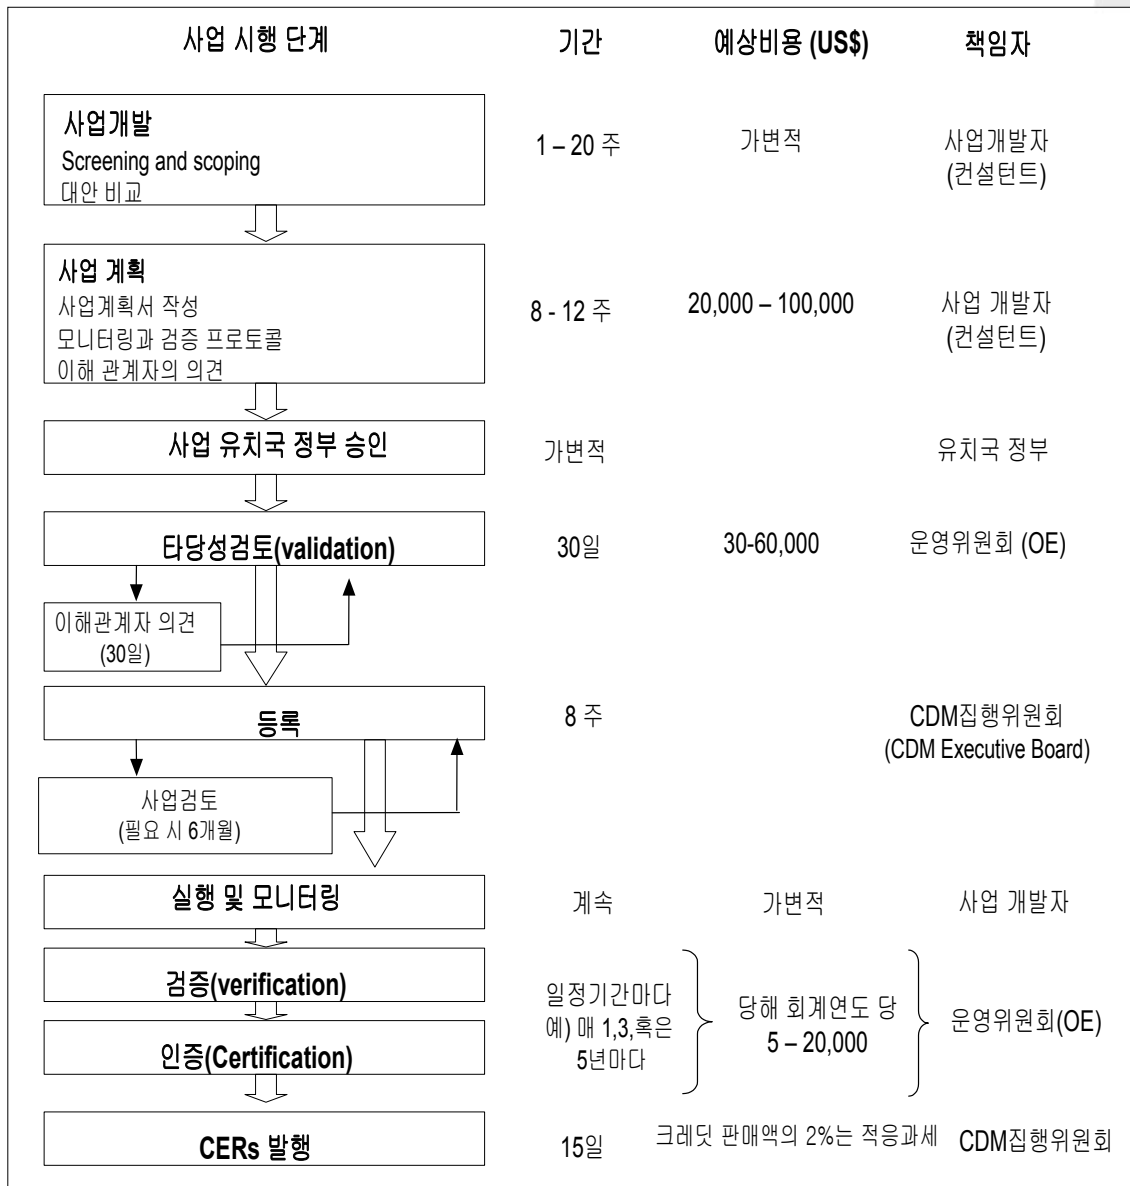 사업 시행 단계 기간 예상비용 (US$) 책임자
사업개발
Screening and scoping
대안 비교
1 – 20 주
가변적
사업개발자
(컨설턴트)
사업 계획
사업계획서 작성
모니터링과 검증 프로토콜
이해 관계자의 의견
8 - 12 주
20,000 – 100,000
사업 개발자
(컨설턴트)
사업 유치국 정부 승인
가변적
유치국 정부
타당성검토(validation)
30일
30-60,000
운영위원회 (OE)
이해관계자 의견
(30일)
등록
8 주
CDM집행위원회
(CDM Executive Board)
사업검토
(필요 시 6개월)
실행 및 모니터링
계속
가변적
사업 개발자
검증(verification)
인증(Certification)
일정기간마다
예) 매 1,3,혹은
5년마다
당해 회계연도 당
5 – 20,000
운영위원회(OE)
CERs 발행
15일
크레딧 판매액의 2%는 적응과세
CDM집행위원회